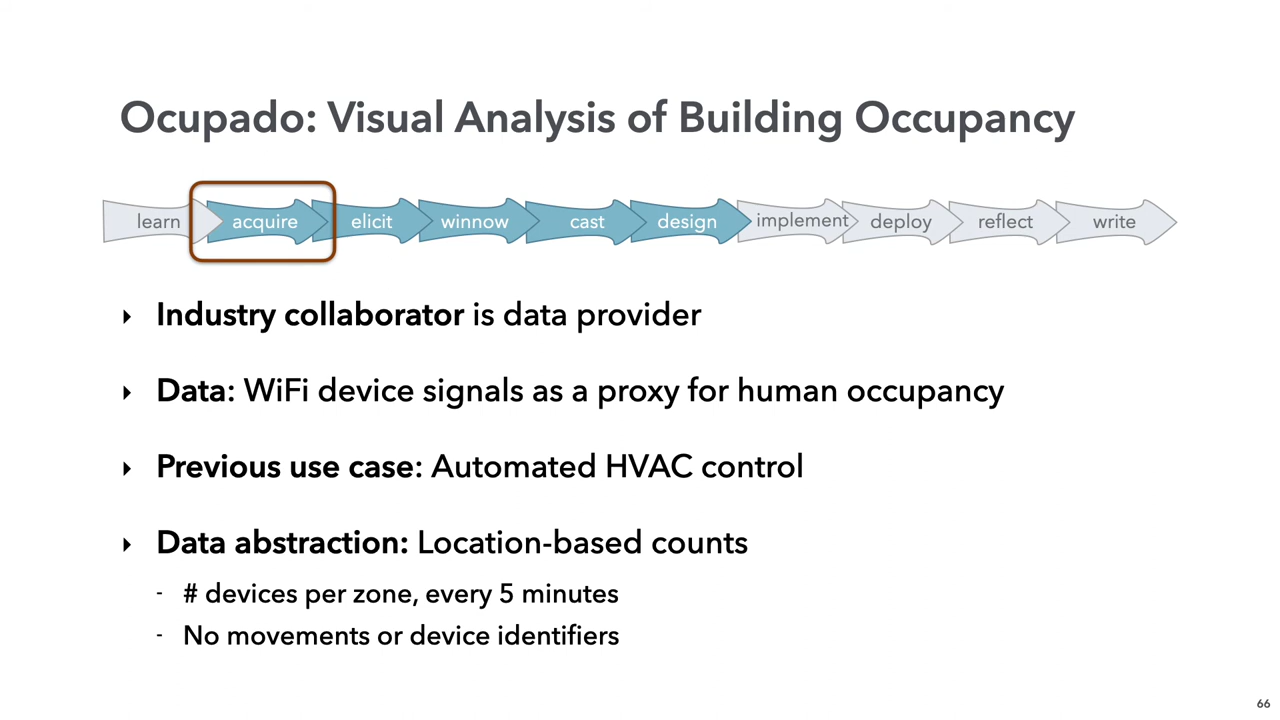 Ocupado: Visual Analysis of Building Occupancy
learn acquire elicit winnow cast design implement deploy reflect write
‣ Industry collaborator is data provider
‣ Data: WiFi device signals as a proxy for human occupancy
‣ Previous use case: Automated HVAC control
‣ Data abstraction: Location-based counts
- # devices per zone, every 5 minutes
- No movements or device identifiers
66